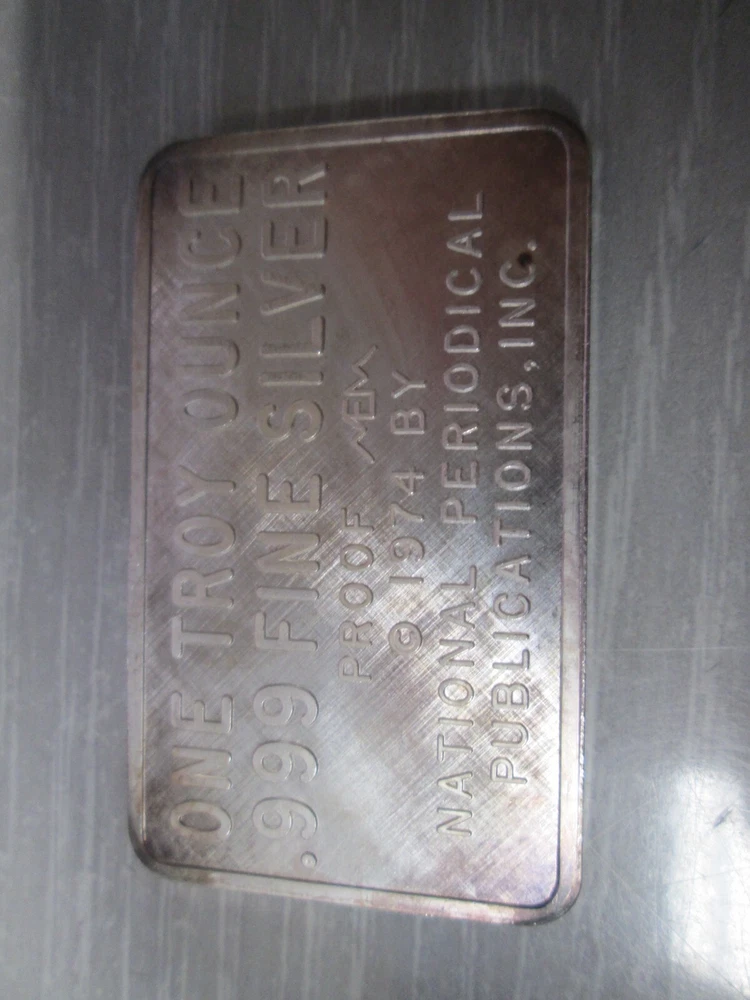 ONE TROY OUNCE
.999 FINE SILVER
PROOF
© 1974 BY
NATIONAL PERIODICAL
PUBLICATIONS, INC.